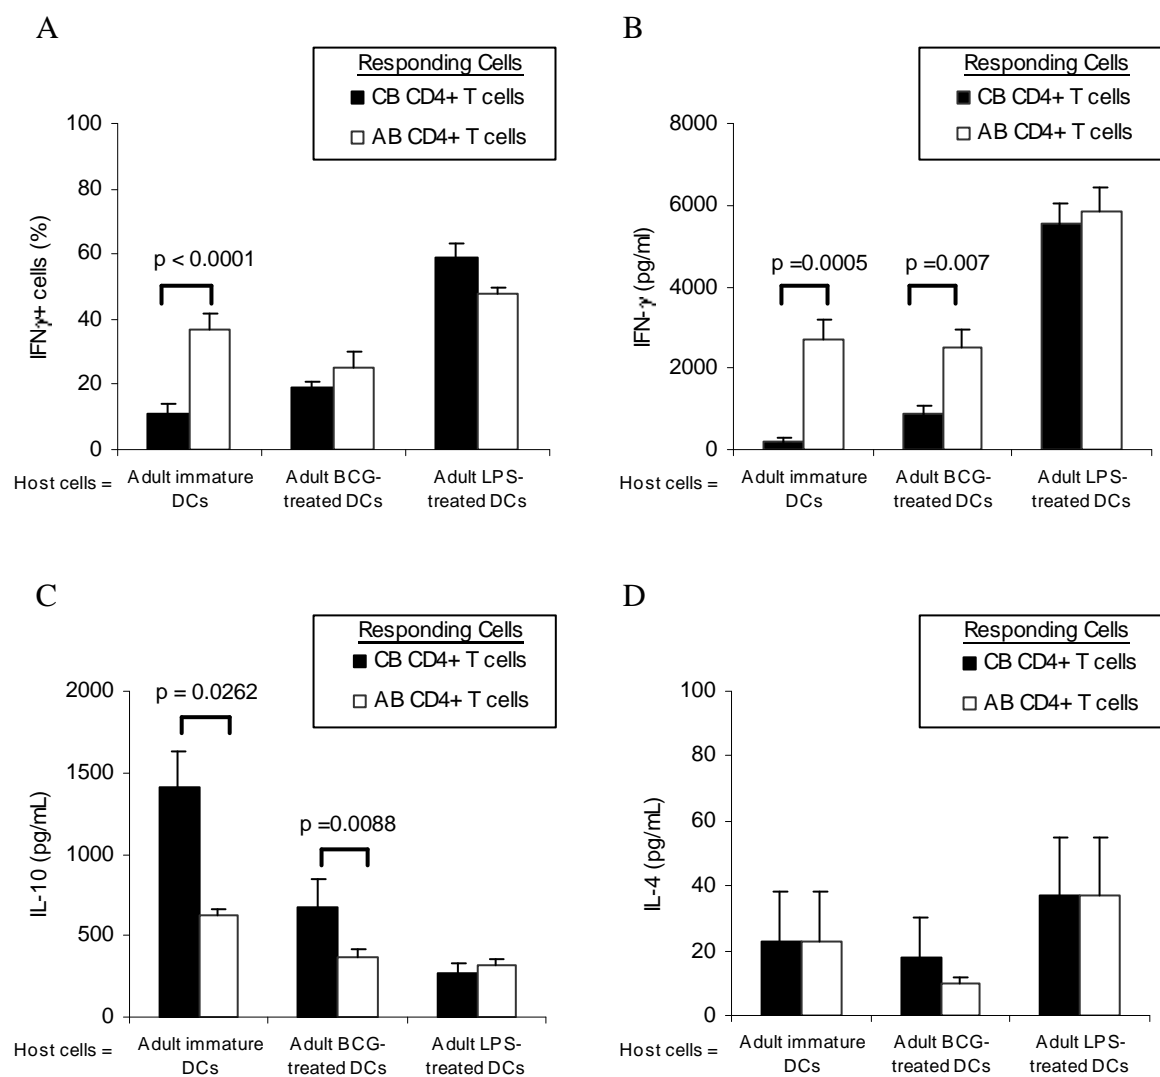 A
Responding Cells
CB CD4+ T cells
AB CD4+ T cells
IFNγ+ cells (%)
100
80
60
40
20
0
p < 0.0001
Host cells =
Adult immature
DCs
Adult BCG-
treated DCs
Adult LPS-
treated DCs
B
Responding Cells
CB CD4+ T cells
AB CD4+ T cells
IFN-γ (pg/ml)
8000
6000
4000
2000
0
p =0.0005
p =0.007
Host cells =
Adult immature
DCs
Adult BCG-
treated DCs
Adult LPS-
treated DCs
C
Responding Cells
CB CD4+ T cells
AB CD4+ T cells
IL-10 (pg/mL)
2000
1500
1000
500
0
p = 0.0262
p =0.0088
Host cells =
Adult immature
DCs
Adult BCG-
treated DCs
Adult LPS-
treated DCs
D
Responding Cells
CB CD4+ T cells
AB CD4+ T cells
IL-4 (pg/mL)
100
80
60
40
20
0
Host cells =
Adult immature
DCs
Adult BCG-
treated DCs
Adult LPS-
treated DCs